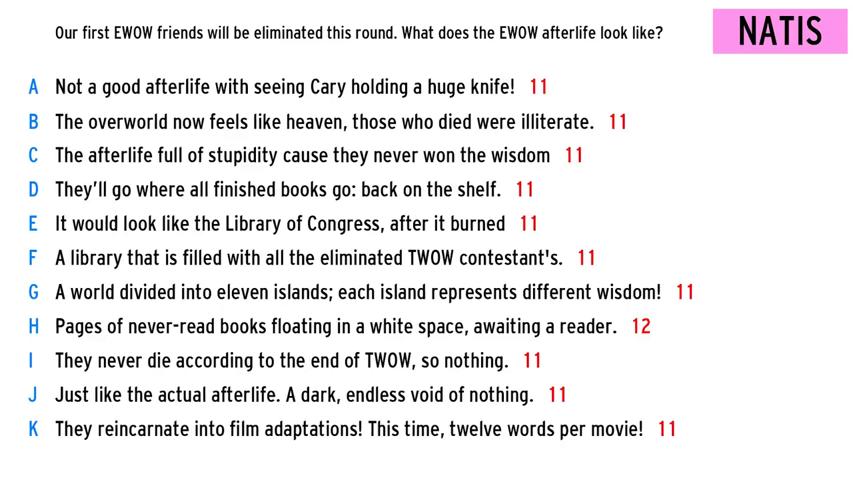 Our first EWOW friends will be eliminated this round. What does the EWOW afterlife look like?
NATIS
A Not a good afterlife with seeing Cary holding a huge knife! 11
B The overworld now feels like heaven, those who died were illiterate. 11
C The afterlife full of stupidity cause they never won the wisdom 11
D They'll go where all finished books go: back on the shelf. 11
E It would look like the Library of Congress, after it burned 11
F A library that is filled with all the eliminated TWOW contestant's. 11
G A world divided into eleven islands; each island represents different wisdom! 11
H Pages of never-read books floating in a white space, awaiting a reader. 12
I They never die according to the end of TWOW, so nothing. 11
J Just like the actual afterlife. A dark, endless void of nothing. 11
K They reincarnate into film adaptations! This time, twelve words per movie! 11